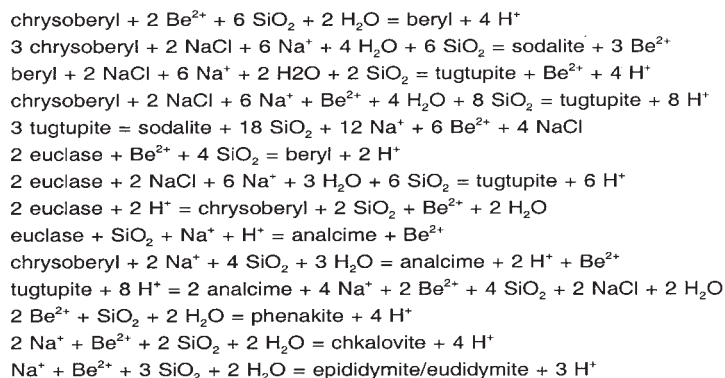 chrysoberyl + 2 Be²⁺ + 6 SiO₂ + 2 H₂O = beryl + 4 H⁺
3 chrysoberyl + 2 NaCl + 6 Na⁺ + 4 H₂O + 6 SiO₂ = sodalite + 3 Be²⁺
beryl + 2 NaCl + 6 Na⁺ + 2 H2O + 2 SiO₂ = tugtupite + Be²⁺ + 4 H⁺
chrysoberyl + 2 NaCl + 6 Na⁺ + Be²⁺ + 4 H₂O + 8 SiO₂ = tugtupite + 8 H⁺
3 tugtupite = sodalite + 18 SiO₂ + 12 Na⁺ + 6 Be²⁺ + 4 NaCl
2 euclase + Be²⁺ + 4 SiO₂ = beryl + 2 H⁺
2 euclase + 2 NaCl + 6 Na⁺ + 3 H₂O + 6 SiO₂ = tugtupite + 6 H⁺
2 euclase + 2 H⁺ = chrysoberyl + 2 SiO₂ + Be²⁺ + 2 H₂O
euclase + SiO₂ + Na⁺ + H⁺ = analcime + Be²⁺
chrysoberyl + 2 Na⁺ + 4 SiO₂ + 3 H₂O = analcime + 2 H⁺ + Be²⁺
tugtupite + 8 H⁺ = 2 analcime + 4 Na⁺ + 2 Be²⁺ + 4 SiO₂ + 2 NaCl + 2 H₂O
2 Be²⁺ + SiO₂ + 2 H₂O = phenakite + 4 H⁺
2 Na⁺ + Be²⁺ + 2 SiO₂ + 2 H₂O = chkalovite + 4 H⁺
Na⁺ + Be²⁺ + 3 SiO₂ + 2 H₂O = epididymite/eudidymite + 3 H⁺